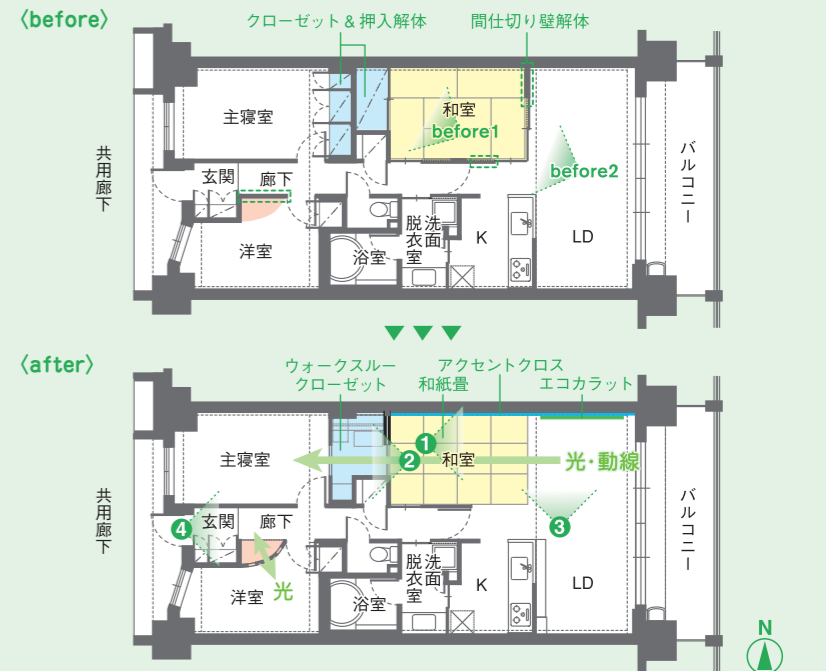 〈before〉
クローゼット&押入解体
間仕切り壁解体
主寝室
和室
before1
before2
共用廊下
玄関
廊下
洋室
浴室
脱衣室
洗面
K
LD
バルコニー
〈after〉
ウォークスルー
クローゼット
アクセントクロス
和紙畳
エコカラット
主寝室
1
2
和室
光・動線
共用廊下
4
玄関
廊下
3
洋室
光
浴室
脱衣室
洗面
K
LD
バルコニー
N